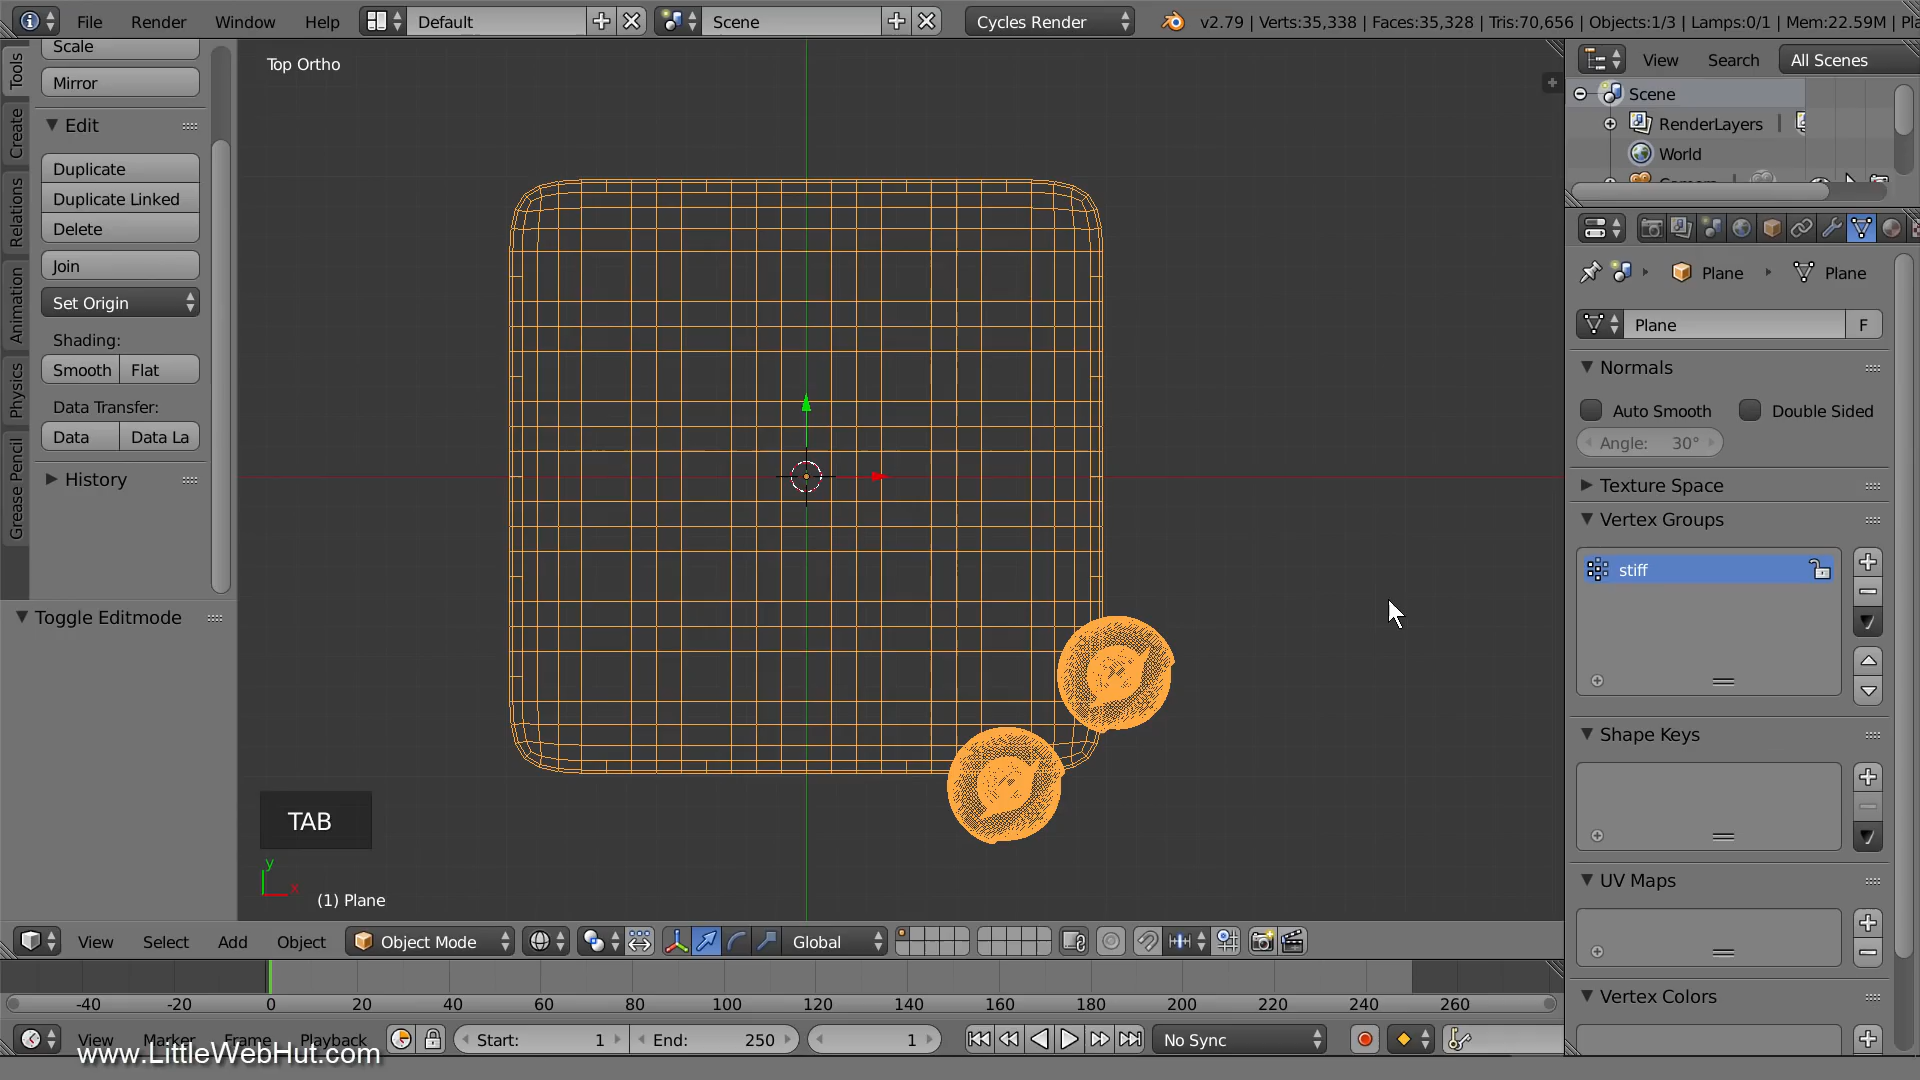 File Render Window Help Default Scene Cycles Render v2.79 | Verts:35,338 | Faces:35,328 | Tris:70,656 | Objects:1/3 | Lamps:0/1 | Mem:22.59M |
Top Ortho
Tools
Create
Relations
Animation
Physics
Grease Pencil
Scale
Mirror
Edit
Duplicate
Duplicate Linked
Delete
Join
Set Origin
Shading:
Smooth Flat
Data Transfer:
Data Data La
History
Toggle Editmode
TAB
y
x
(1) Plane
View Search All Scenes
Scene
RenderLayers
World
Plane Plane
Plane F
Normals
Auto Smooth Double Sided
Angle: 30°
Texture Space
Vertex Groups
stiff
Shape Keys
UV Maps
Vertex Colors
View Select Add Object Object Mode Global
-40 -20 0 20 40 60 80 100 120 140 160 180 200 220 240 260
View Marker Frame Playback Start: 1 End: 250 1 No Sync
www.LittleWebHut.com